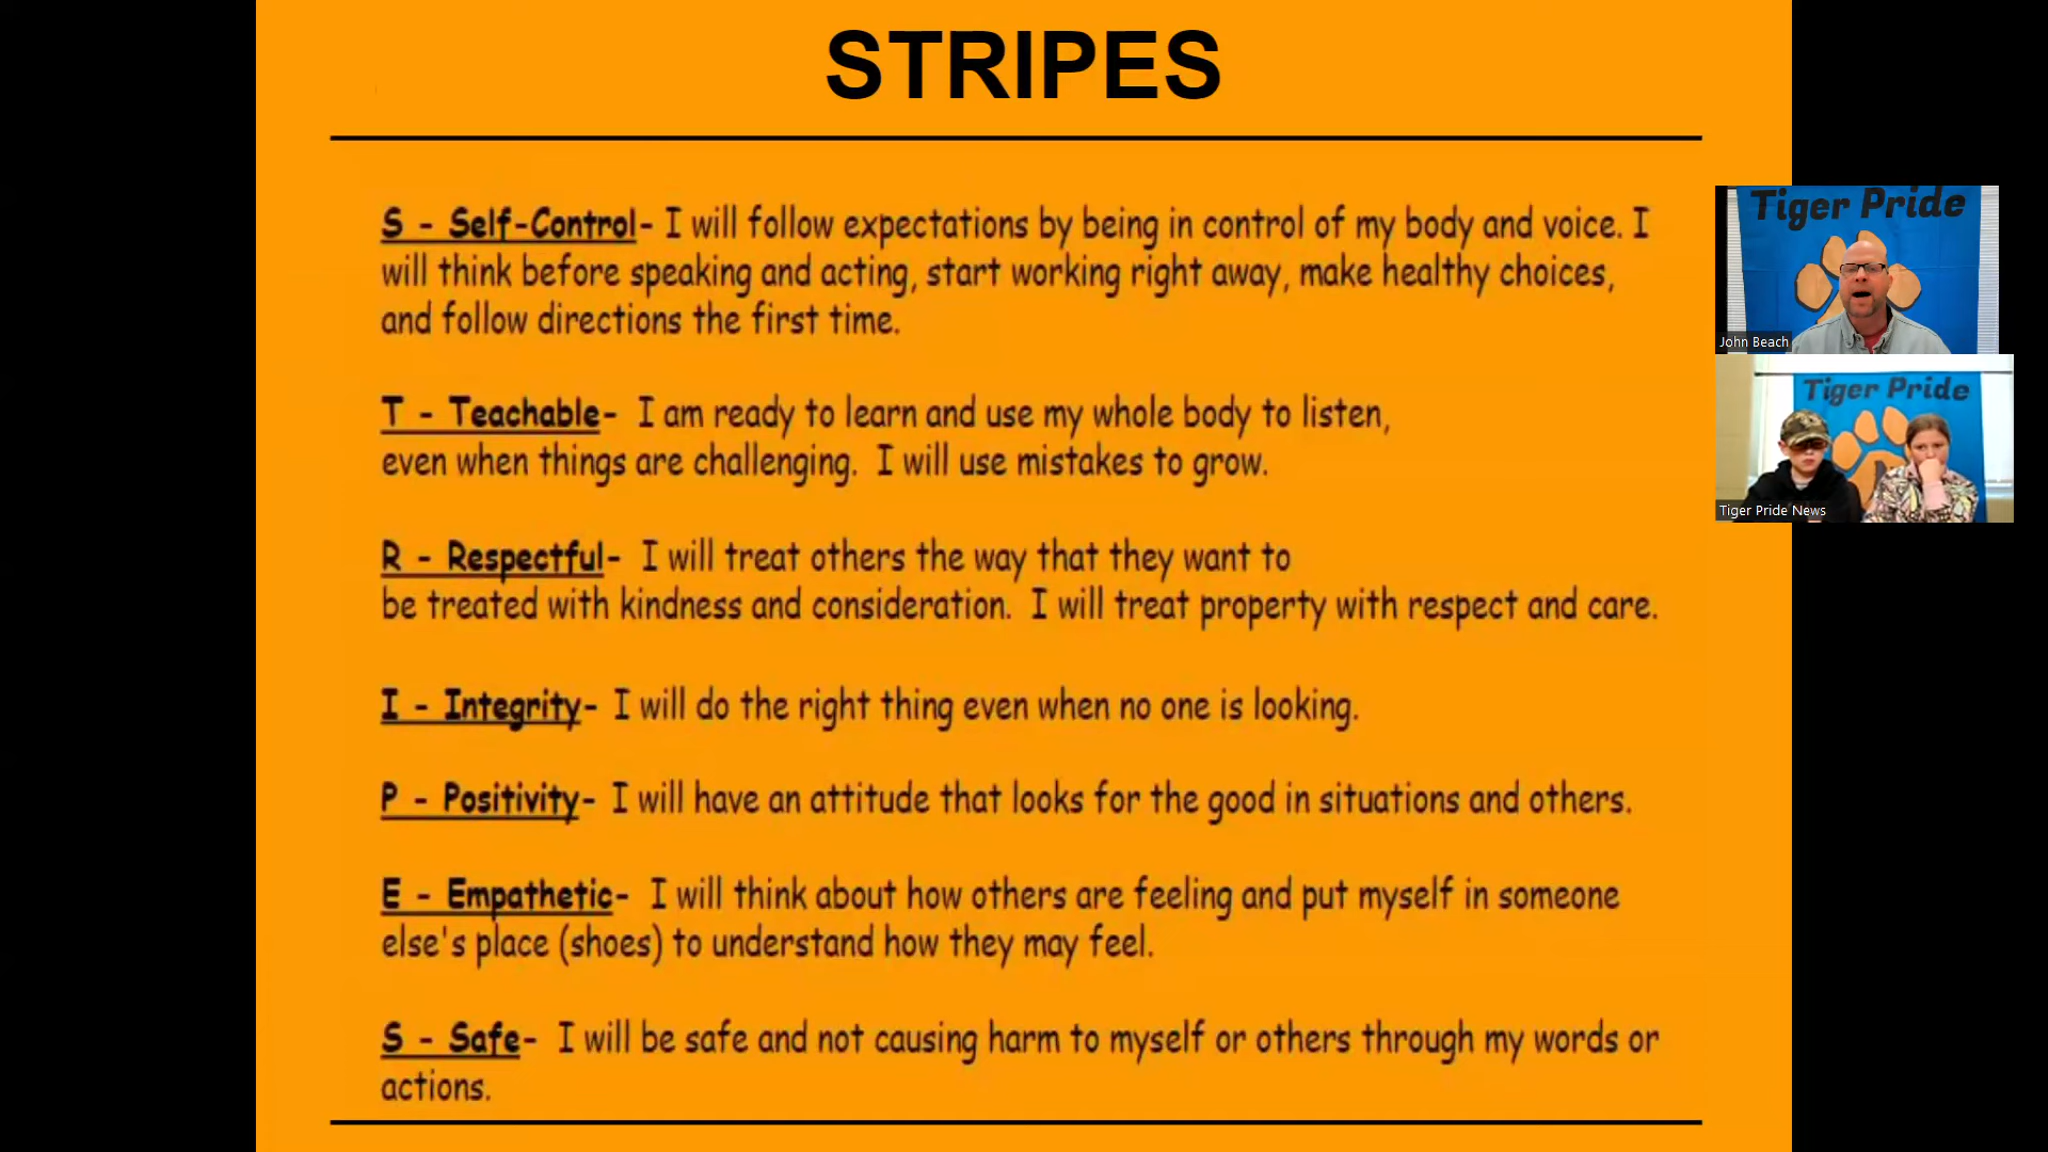 STRIPES
S - Self-Control- I will follow expectations by being in control of my body and voice. I
will think before speaking and acting, start working right away, make healthy choices,
and follow directions the first time.
T - Teachable- I am ready to learn and use my whole body to listen,
even when things are challenging. I will use mistakes to grow.
R - Respectful- I will treat others the way that they want to
be treated with kindness and consideration. I will treat property with respect and care.
I - Integrity- I will do the right thing even when no one is looking.
P - Positivity- I will have an attitude that looks for the good in situations and others.
E - Empathetic- I will think about how others are feeling and put myself in someone
else's place (shoes) to understand how they may feel.
S - Safe- I will be safe and not causing harm to myself or others through my words or
actions.
Tiger Pride
John Beach
Tiger Pride
Tiger Pride News